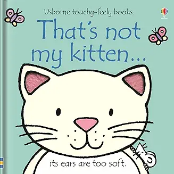 Usborne touchy-feely books
That's not
my kitten...
its ears are too soft.